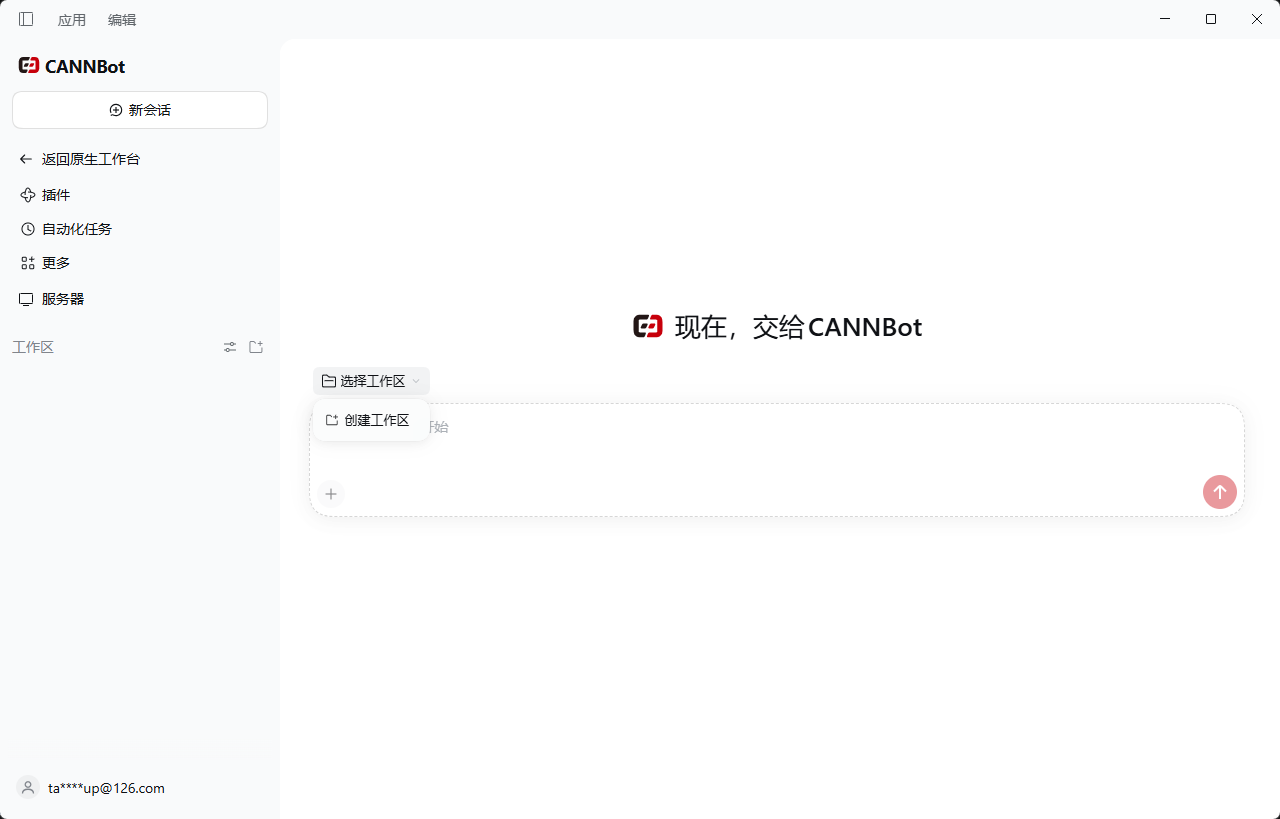 应用 编辑
CANNBot
新会话
返回原生工作台
插件
自动化任务
更多
服务器
工作区
现在，交给CANNBot
选择工作区
创建工作区
始
ta****up@126.com